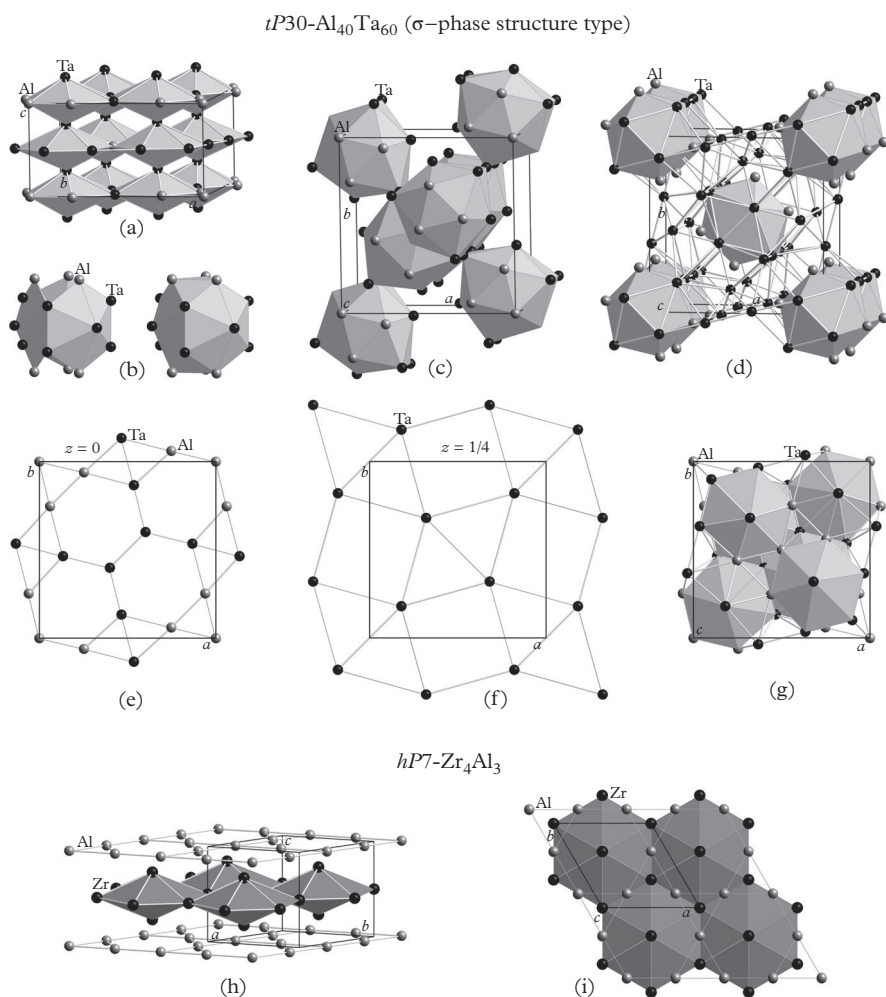 tP30-Al₄₀Ta₆₀ (σ−phase structure type)
Ta
Al
c
b
a
(a)
Ta
Al
b
c
a
(c)
Al
Ta
b
c
a
(d)
Al
Ta
(b)
z = 0
Ta
Al
b
a
(e)
Ta
z = 1/4
b
a
(f)
Al
Ta
b
c
a
(g)
hP7-Zr₄Al₃
Al
c
Zr
a
b
(h)
Al
Zr
b
c
a
(i)